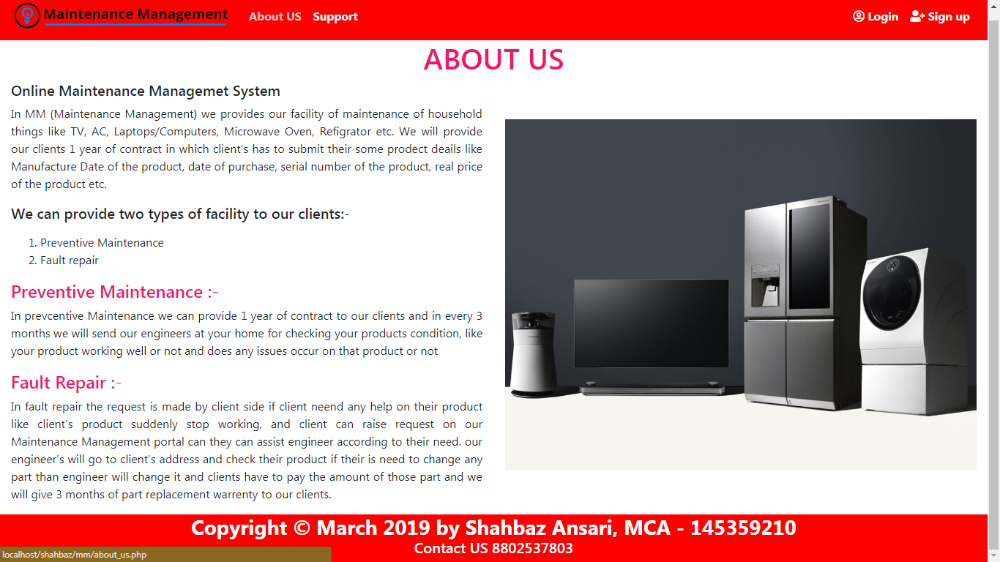 Maintenance Management
About US Support
Login Sign up
ABOUT US
Online Maintenance Managemet System
In MM (Maintenance Management) we provides our facility of maintenance of household
things like TV, AC, Laptops/Computers, Microwave Oven, Refigrator etc. We will provide
our clients 1 year of contract in which client's has to submit their some prodect deails like
Manufacture Date of the product, date of purchase, serial number of the product, real price
of the product etc.
We can provide two types of facility to our clients:-
1. Preventive Maintenance
2. Fault repair
Preventive Maintenance :-
In prevcentive Maintenance we can provide 1 year of contract to our clients and in every 3
months we will send our engineers at your home for checking your products condition, like
your product working well or not and does any issues occur on that product or not
Fault Repair :-
In fault repair the request is made by client side if client neend any help on their product
like client's product suddenly stop working, and client can raise request on our
Maintenance Management portal can they can assist engineer according to their need. our
engineer's will go to client's address and check their product if their is need to change any
part than engineer will change it and clients have to pay the amount of those part and we
will give 3 months of part replacement warrenty to our clients.
Copyright © March 2019 by Shahbaz Ansari, MCA - 145359210
Contact US 8802537803
localhost/shahbaz/mm/about_us.php